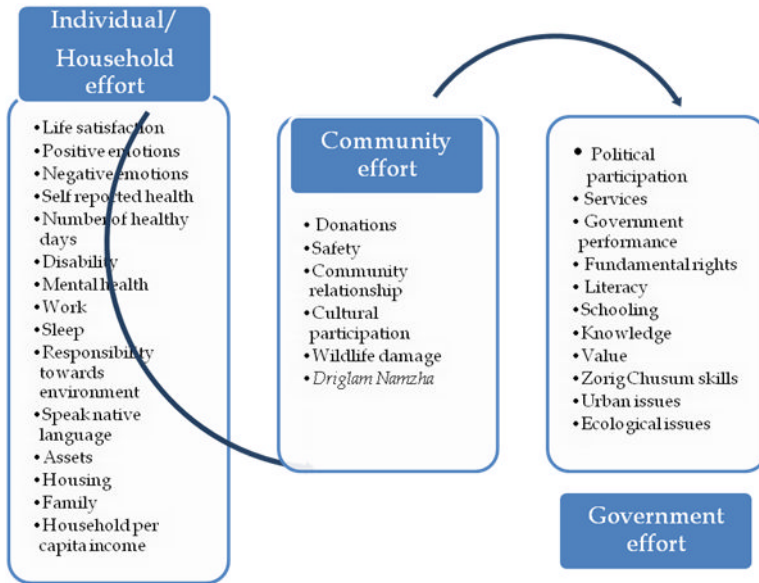 Individual/
Household
effort
•Life satisfaction
•Positive emotions
•Negative emotions
•Self reported health
•Number of healthy
days
•Disability
•Mental health
•Work
•Sleep
•Responsibility
towards
environment
•Speak native
language
•Assets
•Housing
•Family
•Household per
capita income
Community
effort
• Donations
• Safety
• Community
relationship
• Cultural
participation
• Wildlife damage
• Driglam Namzha
• Political
participation
• Services
• Government
performance
• Fundamental rights
• Literacy
• Schooling
• Knowledge
• Value
• Zorig Chusum skills
• Urban issues
• Ecological issues
Government
effort